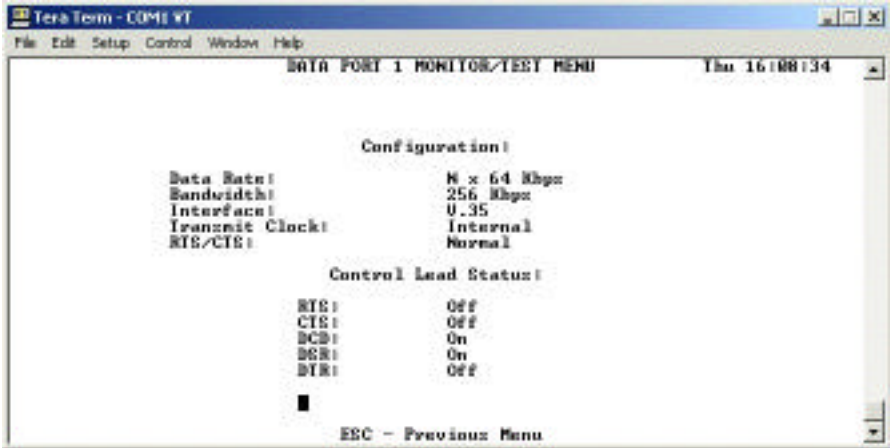 Tera Term - COM1 VT
File Edit Setup Control Window Help
DATA PORT 1 MONITOR/TEST MENU Thu 16:08:34
Configuration:
Data Rate: N x 64 Kbps
Bandwidth: 256 Kbps
Interface: V.35
Transmit Clock: Internal
RTS/CTS: Normal
Control Lead Status:
RTS: Off
CTS: Off
DCD: On
DSR: On
DTR: Off
ESC - Previous Menu